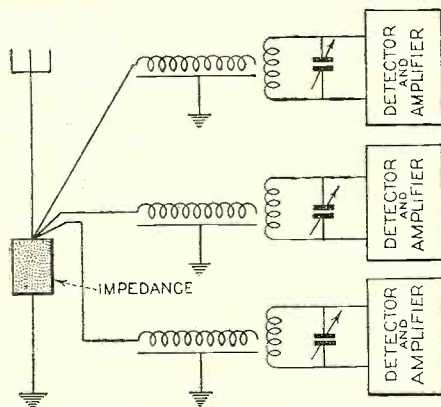 DETECTOR
AND
AMPLIFIER
DETECTOR
AND
AMPLIFIER
IMPEDANCE
DETECTOR
AND
AMPLIFIER